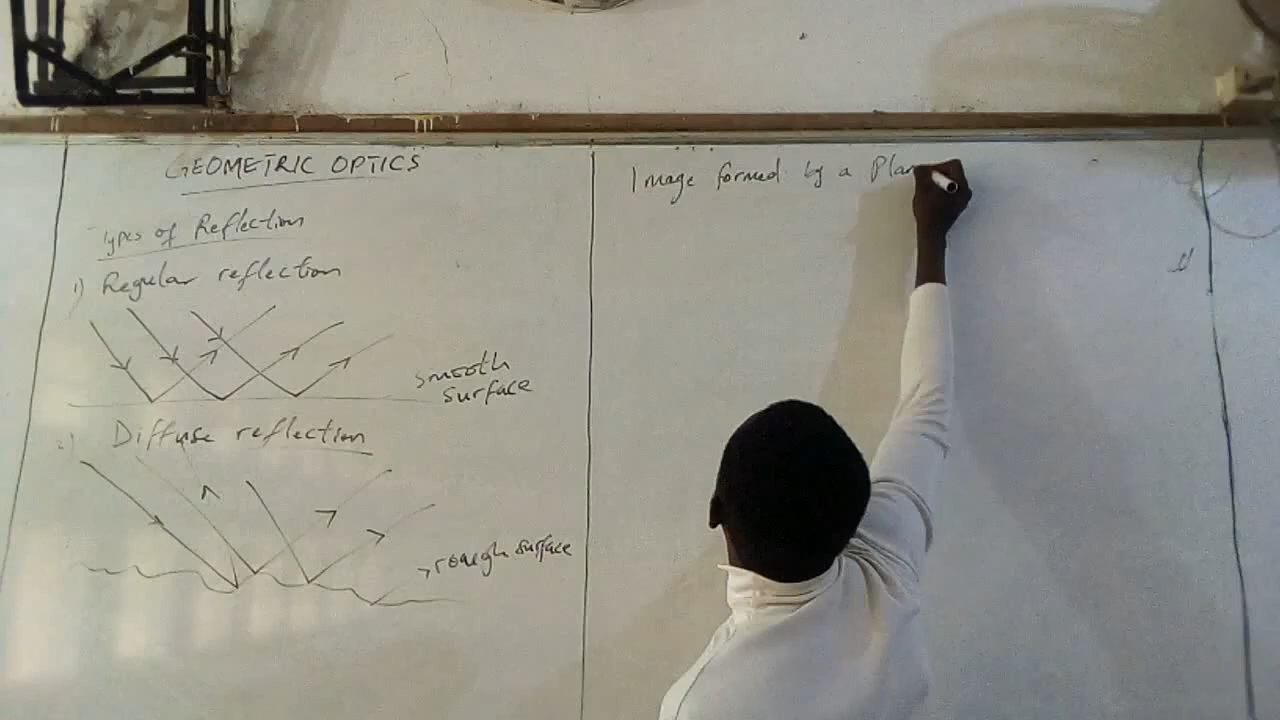 GEOMETRIC OPTICS
Types of Reflection
1) Regular reflection
smooth
surface
2) Diffuse reflection
rough surface
Image formed by a Plan